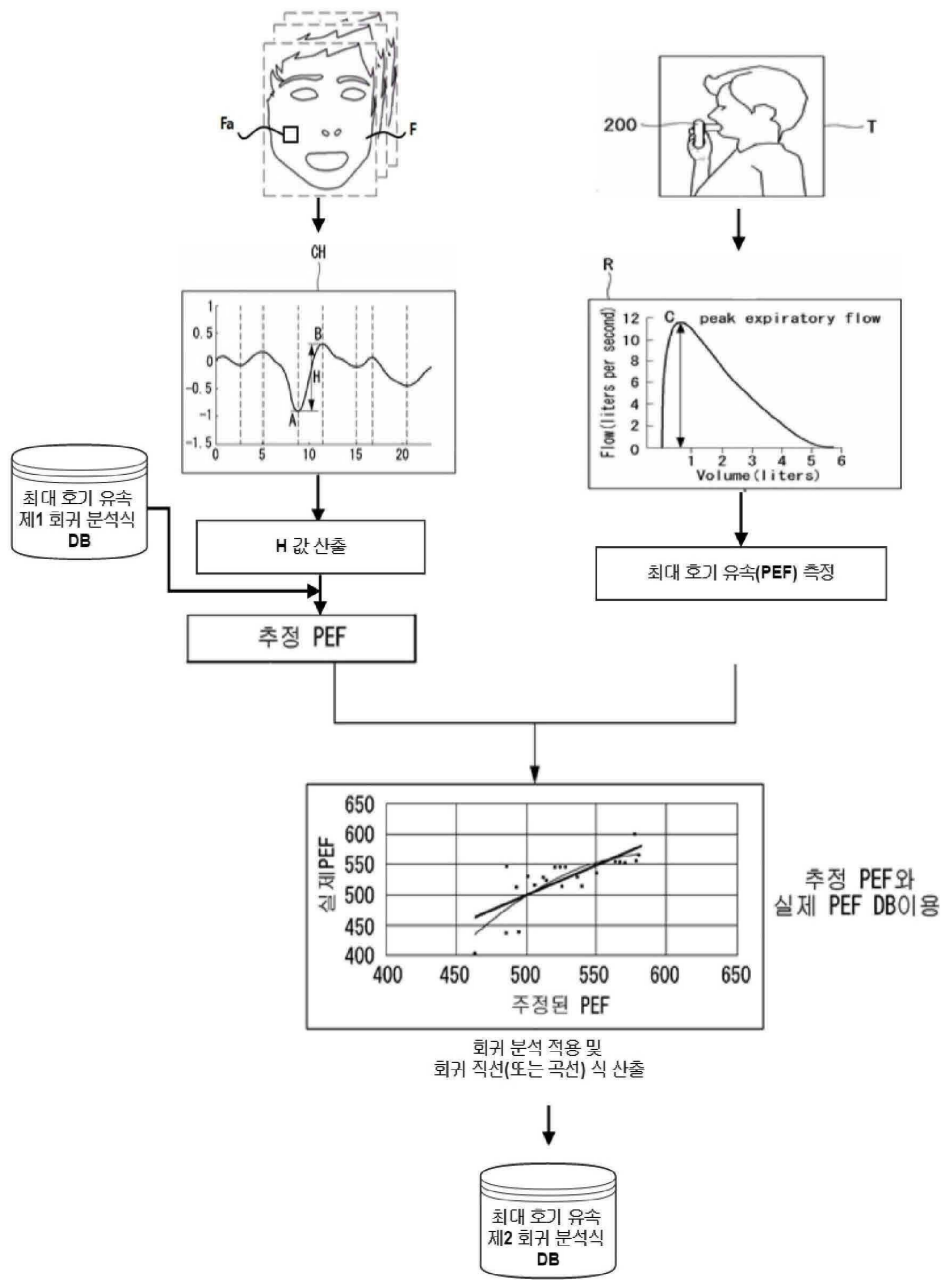 Fa
F
200
T
CH
1
0.5
0
-0.5
-1
-1.5
A
B
H
0
5
10
15
20
R
C
peak expiratory flow
Flow(liters per second)
12
10
8
6
4
2
0
1
2
3
4
5
6
Volume(liters)
최대 호기 유속
제1 회귀 분석식
DB
H 값 산출
최대 호기 유속(PEF) 측정
추정 PEF
실제PEF
650
600
550
500
450
400
400
450
500
550
600
650
주정된 PEF
추정 PEF와
실제 PEF DB이용
회귀 분석 적용 및
회귀 직선(또는 곡선) 식 산출
최대 호기 유속
제2 회귀 분석식
DB